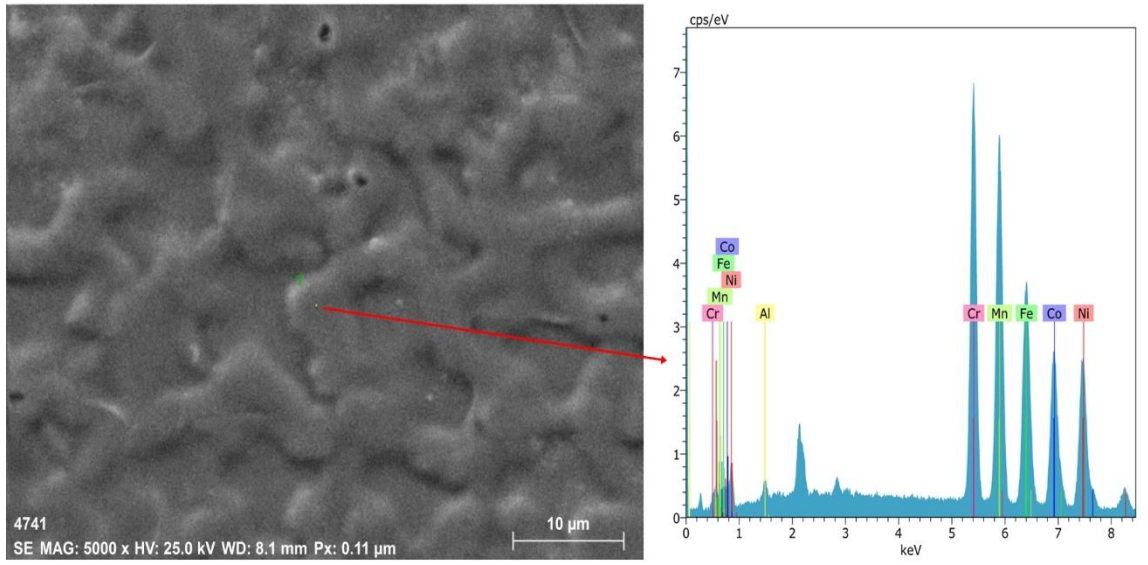 4741
SE MAG: 5000 x HV: 25.0 kV WD: 8.1 mm Px: 0.11 µm
10 µm
cps/eV
7
6
5
4
3
2
1
0
Co
Fe
Ni
Mn
Cr
Al
Cr
Mn
Fe
Co
Ni
1 2 3 4 5 6 7 8
keV